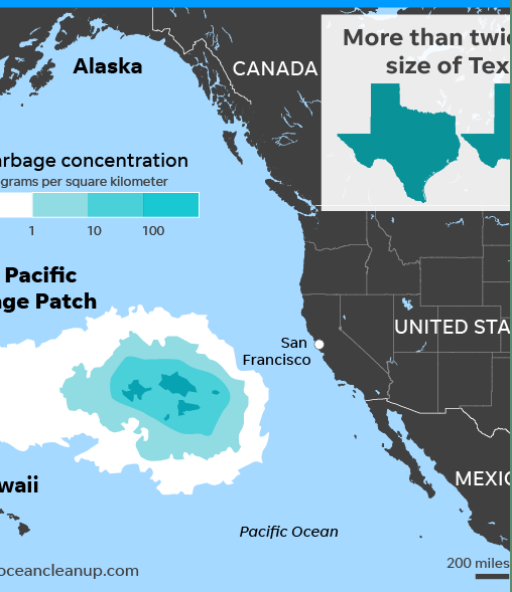 More than twi
size of Tex
Alaska
CANADA
arbage concentration
grams per square kilometer
1 10 100
Pacific
ge Patch
San
Francisco
UNITED STA
waii
MEXIC
Pacific Ocean
200 miles
oceancleanup.com